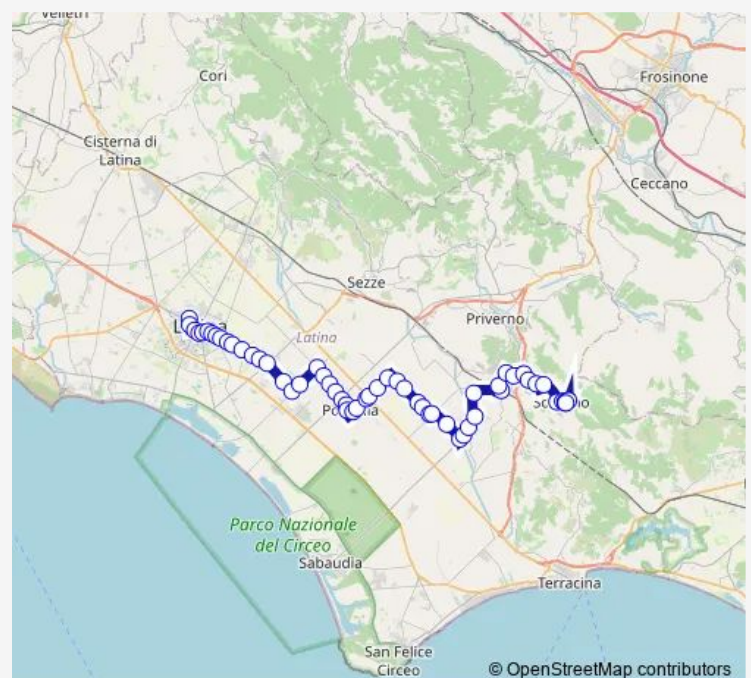 Velletri
Cori
Frosinone
Cisterna di
Latina
Ceccano
Sezze
Priverno
Latina
Parco Nazionale
del Circeo
Sabaudia
Terracina
San Felice
Circeo
© OpenStreetMap contributors